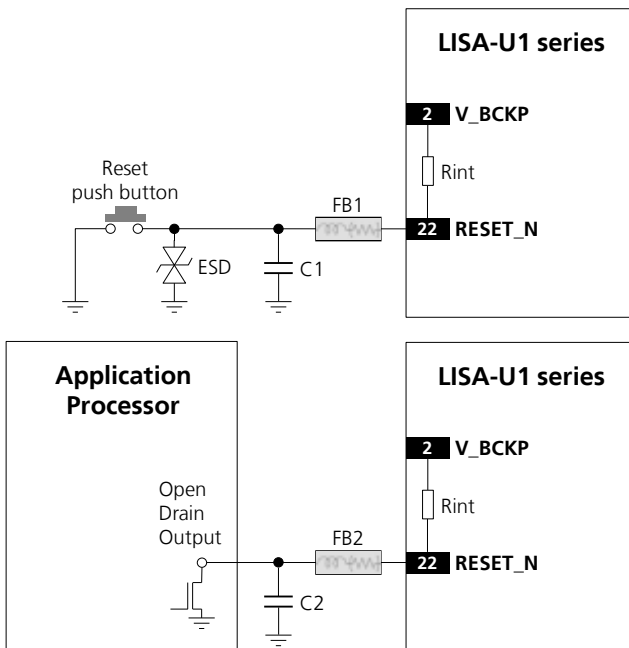 LISA-U1 series
2 V_BCKP
Reset
push button
Rint
FB1
22 RESET_N
ESD
C1
Application
Processor
LISA-U1 series
2 V_BCKP
Open
Drain
Output
Rint
FB2
22 RESET_N
C2